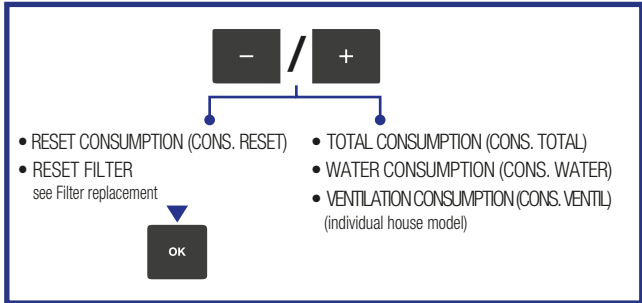 − / +
• RESET CONSUMPTION (CONS. RESET)
• RESET FILTER
see Filter replacement
OK
• TOTAL CONSUMPTION (CONS. TOTAL)
• WATER CONSUMPTION (CONS. WATER)
• VENTILATION CONSUMPTION (CONS. VENTIL)
(individual house model)